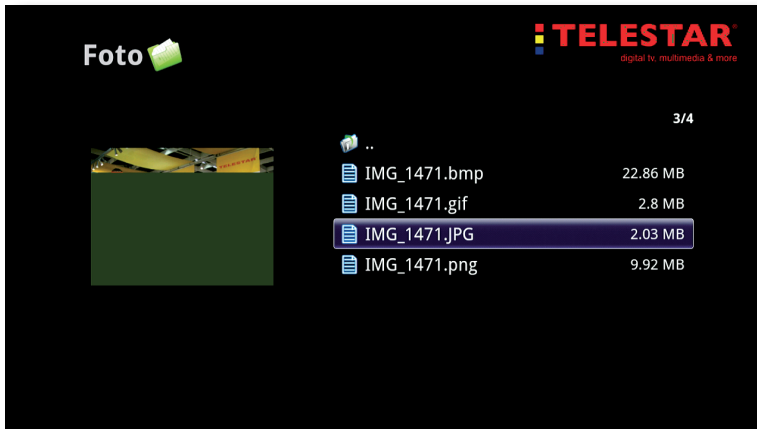 Foto
TELESTAR
digital tv, multimedia & more
3/4
..
IMG_1471.bmp 22.86 MB
IMG_1471.gif 2.8 MB
IMG_1471.JPG 2.03 MB
IMG_1471.png 9.92 MB
TELESTAR